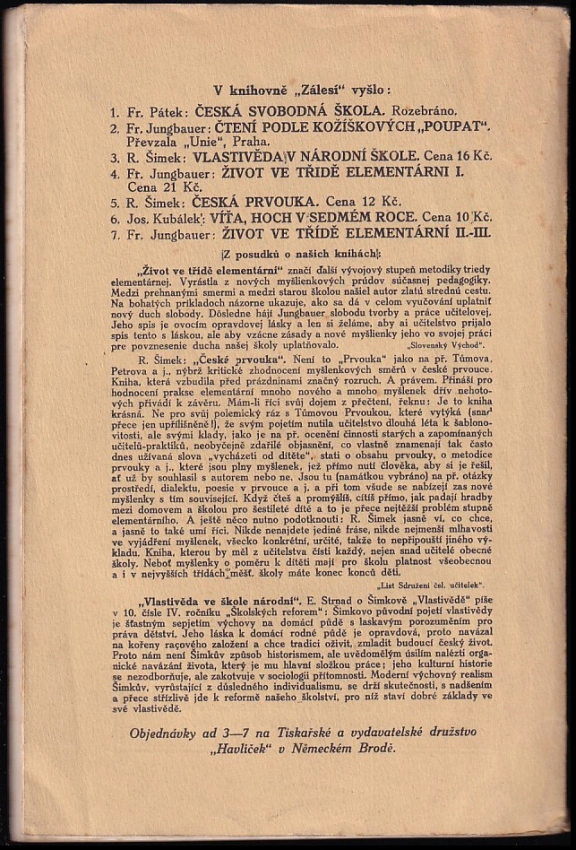 V knihovně „Zálesí“ vyšlo:
1. Fr. Pátek: ČESKÁ SVOBODNÁ ŠKOLA. Rozebráno.
2. Fr. Jungbauer: ČTENÍ PODLE KOŽÍŠKOVÝCH „POUPAT“.
Převzala „Unie“, Praha.
3. R. Šimek: VLASTIVĚDA V NÁRODNÍ ŠKOLE. Cena 16 Kč.
4. Fr. Jungbauer: ŽIVOT VE TŘÍDĚ ELEMENTÁRNI I.
Cena 21 Kč.
5. R. Šimek: ČESKÁ PRVOUKA. Cena 12 Kč.
6. Jos. Kubálek: VÍŤA, HOCH V SEDMÉM ROCE. Cena 10 Kč.
7. Fr. Jungbauer: ŽIVOT VE TŘÍDĚ ELEMENTÁRNÍ II.-III.
(Z posudků o našich knihách):
„Život ve třídě elementární“ značí ďalší vývojový stupeň metodiky triedy
elementárnej. Vyrástla z nových myšlienkových prúdov súčasnej pedagogiky.
Medzi prehnanými smermi a medzi starou školou našiel autor zlatú strednú cestu.
Na bohatých príkladoch názorne ukazuje, ako sa dá v celom vyučování uplatniť
nový duch slobody. Dôsledne hájí Jungbauer slobodu tvorby a práce učitelovej.
Jeho spis je ovocím opravdovej lásky a len si želáme, aby ai učitelstvo prijalo
spis tento s láskou, ale aby vzácne zásady a nové myšlienky jeho vo svojej práci
pre povznesenie ducha našej školy uplatňovalo. „Slovenský Východ“.
R. Šimek: „České prvouka“. Není to „Prvouka“ jako na př. Tůmova,
Petrova a j., nýbrž kritické zhodnocení myšlenkových směrů v české prvouce.
Kniha, která vzbudila před prázdninami značný rozruch. A právem. Přináší pro
hodnocení prakse elementární mnoho nového a mnoho myšlenek dřív nehoto-
vých přivádí k závěru. Mám-li říci svůj dojem z přečtení, řeknu: Je to kniha
krásná. Ne pro svůj polemický ráz s Tůmovou Prvoukou, které vytýká (snad
přece jen upřílišněně!), že svým pojetím nutila učitelstvo dlouhá léta k šablono-
vitosti, ale svými klady, jako je na př. ocenění činnosti starých a zapomínaných
učitelů-praktiků, neobyčejně zdařilé objasnění, co vlastně znamenají tak často
dnes užívaná slova „vycházeti od dítěte“, stati o obsahu prvouky, o metodice
prvouky a j., které jsou plny myšlenek, jež přímo nutí člověka, aby si je řešil,
ať už by souhlasil s autorem nebo ne. Jsou tu (namátkou vybráno) na př. otázky
prostředí, dialektu, poesie v prvouce a j. a při tom všude se nabízejí zas nové
myšlenky s tím související. Když čteš a promýšlíš, cítíš přímo, jak padají hradby
mezi domovem a školou pro šestileté dítě a to je přece nejtěžší problém stupně
elementárního. A ještě něco nutno podotknouti: R. Šimek jasně ví, co chce,
a jasně to také umí říci. Nikde nenajdete jediné fráse, nikde nejmenší mlhavosti
ve vyjádření myšlenek, všecko konkretní, určité, takže to nepřipouští jiného vý-
kladu. Kniha, kterou by měl z učitelstva čísti každý, nejen snad učitelé obecné
školy. Neboť myšlenky o poměru k dítěti mají pro školu platnost všeobecnou
a i v nejvyšších třídách měšť. školy máte konec konců děti.
„List Sdružení čel. učitelek“.
„Vlastivěda ve škole národní“. E. Strnad o Šimkově „Vlastivědě“ píše
v 10. čísle IV. ročníku „Školských reforem“: Šimkovo původní pojetí vlastivědy
je šťastným sepjetím výchovy na domácí půdě s laskavým porozuměním pro
práva dětství. Jeho láska k domácí rodné půdě je opravdová, proto navázal
na kořeny raçového založení a chce tradici oživit, zmladit budoucí český život.
Proto nám není Šimkův způsob historismem, ale uvědomělým úsilím nalézti orga-
nické navázání života, který je mu hlavní složkou práce; jeho kulturní historie
se nezodborňuje, ale zakotvuje v sociologii přítomnosti. Moderní výchovný realism
Šimkův, vyrůstající z důsledného individualismu, se drží skutečnosti, s nadšením
a přece střízlivě jde k reformě našeho školství, pro níž staví dobré základy ve
své vlastivědě.
Objednávky ad 3—7 na Tiskařské a vydavatelské družstvo
„Havlíček“ v Německém Brodě.